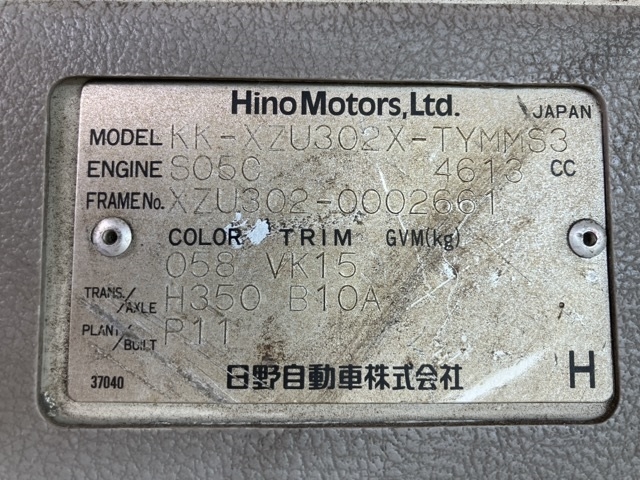 Hino Motors, Ltd.
JAPAN
MODEL KK-XZU302X-TYMMS3
ENGINE S05C 4613 CC
FRAME No. XZU302-0002661
COLOR TRIM GVM(kg)
058 VK15
TRANS./AXLE H350 B10A
PLANT/BUILT P11
37040 日野自動車株式会社 H